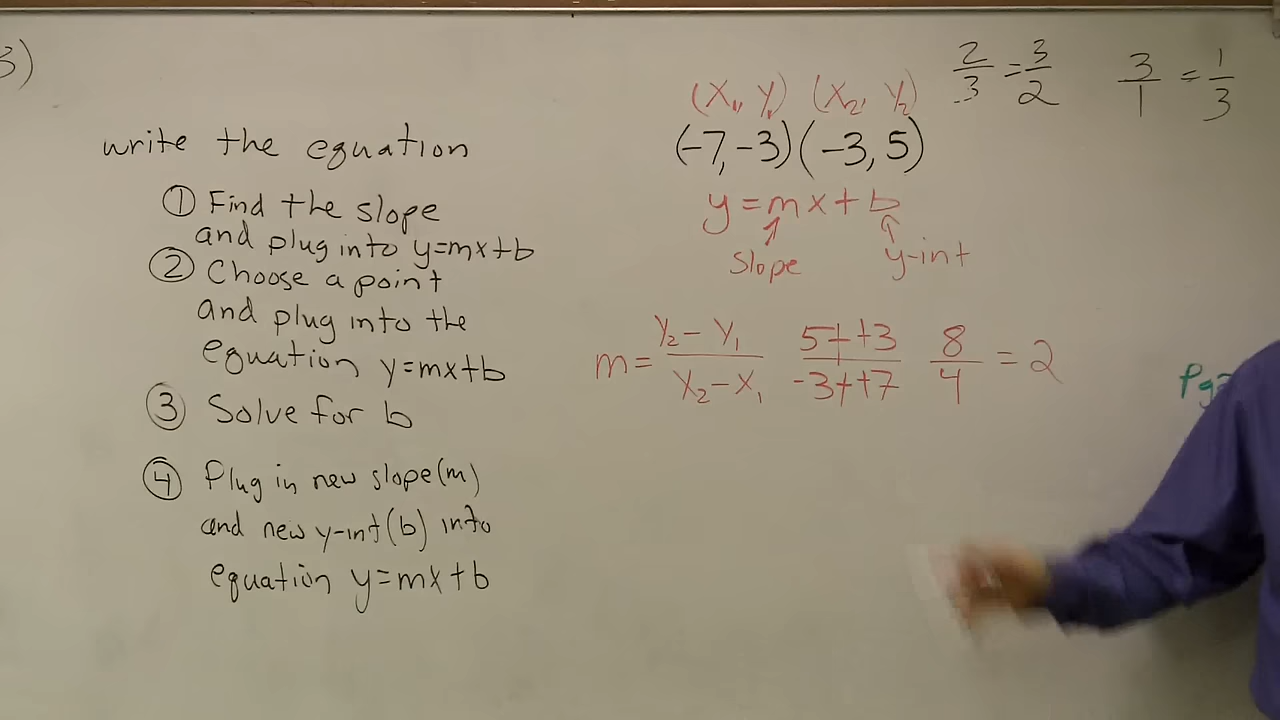 3)
write the equation
① Find the slope
and plug into y=mx+b
② Choose a point
and plug into the
equation y=mx+b
③ Solve for b
④ Plug in new slope(m)
and new y-int(b) into
equation y=mx+b
(X₁, Y₁) (X₂, Y₂)
(-7,-3)(-3,5)
y=mx+b
slope y-int
m= Y₂-Y₁/X₂-X₁ 5++3/-3++7 8/4 =2
2/3 = 3/2 3/1 = 1/3